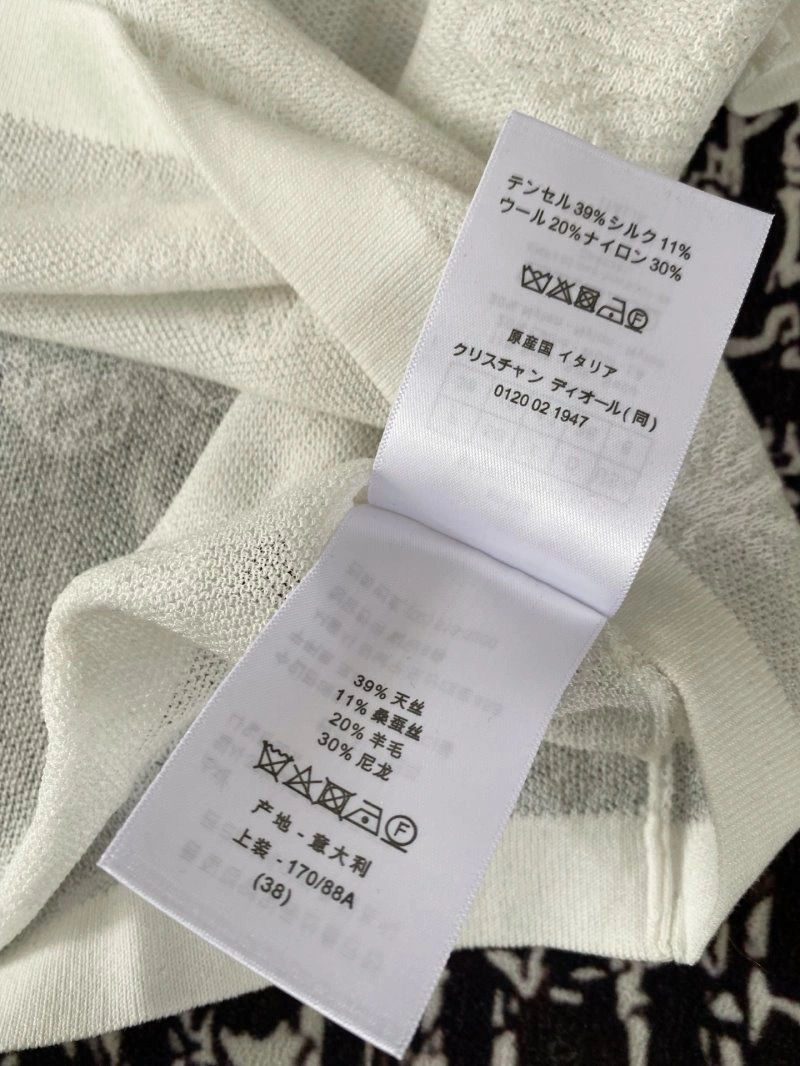 テンセル 39% シルク 11%
ウール 20% ナイロン 30%
F
原産国 イタリア
クリスチャン ディオール(同)
0120 02 1947
39% 天丝
11% 桑蚕丝
20% 羊毛
30% 尼龙
F
产地 - 意大利
上装 - 170/88A
(38)